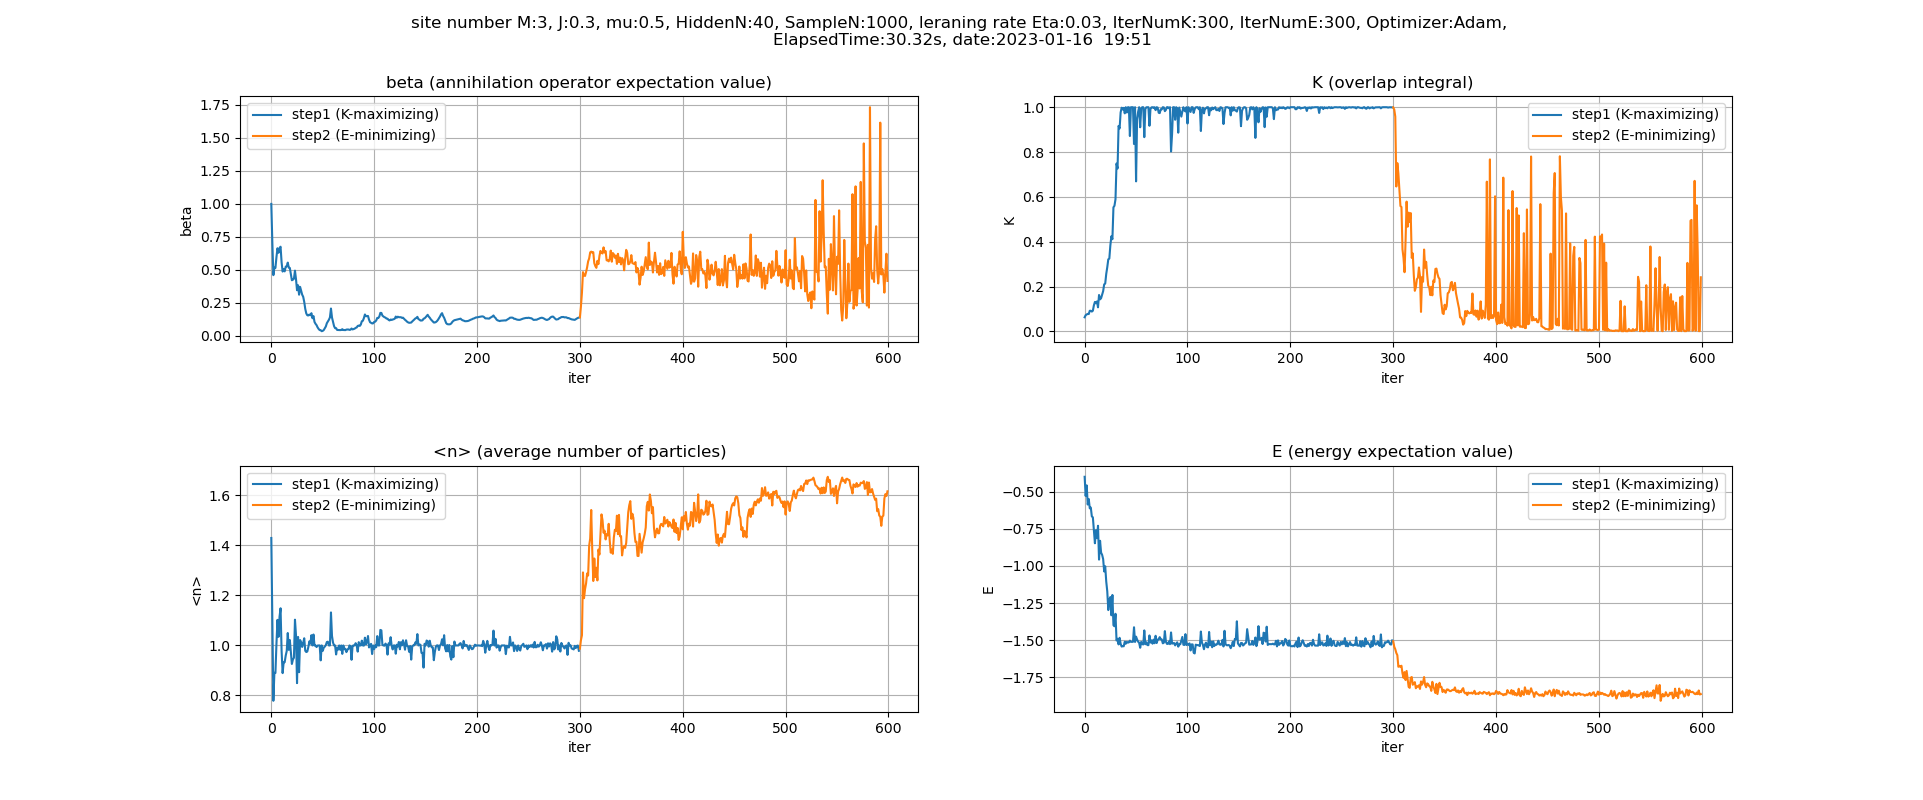 site number M:3, J:0.3, mu:0.5, HiddenN:40, SampleN:1000, leraning rate Eta:0.03, IterNumK:300, IterNumE:300, Optimizer:Adam,
ElapsedTime:30.32s, date:2023-01-16  19:51
beta (annihilation operator expectation value)
step1 (K-maximizing)
step2 (E-minimizing)
beta
1.75
1.50
1.25
1.00
0.75
0.50
0.25
0.00
0 100 200 300 400 500 600
iter
K (overlap integral)
step1 (K-maximizing)
step2 (E-minimizing)
K
1.0
0.8
0.6
0.4
0.2
0.0
0 100 200 300 400 500 600
iter
<n> (average number of particles)
step1 (K-maximizing)
step2 (E-minimizing)
<n>
1.6
1.4
1.2
1.0
0.8
0 100 200 300 400 500 600
iter
E (energy expectation value)
step1 (K-maximizing)
step2 (E-minimizing)
E
−0.50
−0.75
−1.00
−1.25
−1.50
−1.75
0 100 200 300 400 500 600
iter